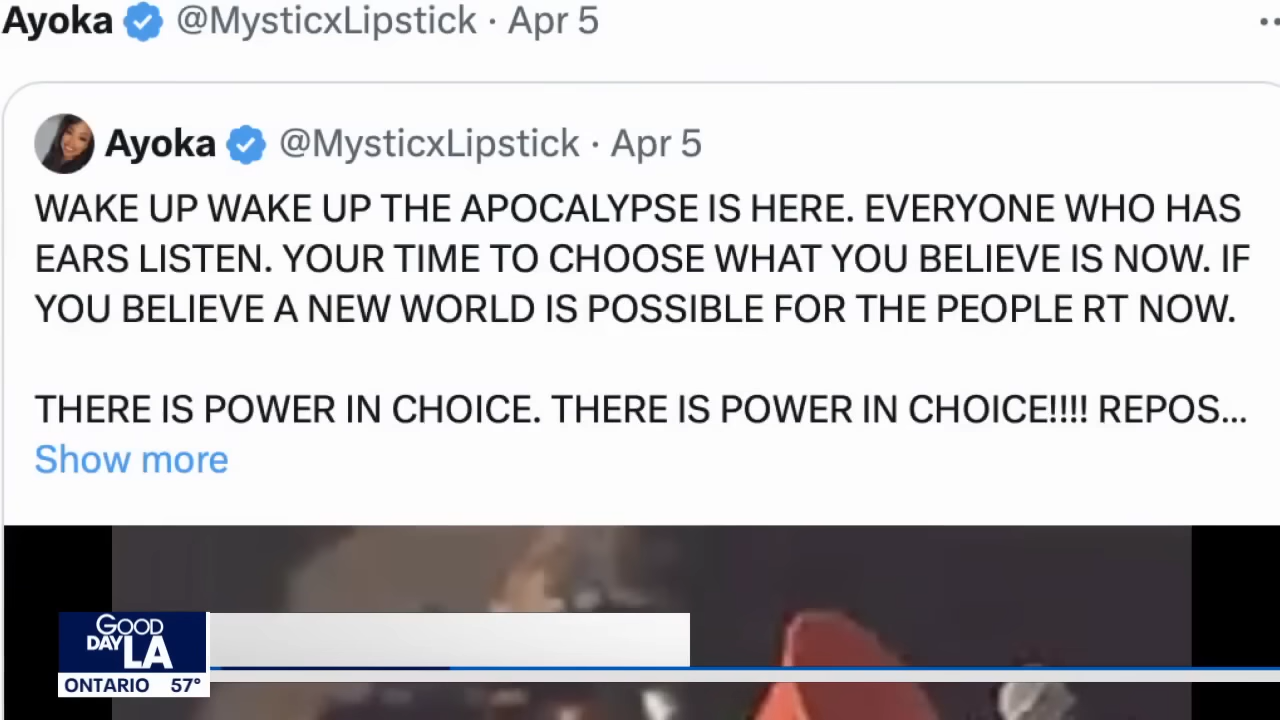 Ayoka @MysticxLipstick · Apr 5
Ayoka @MysticxLipstick · Apr 5
WAKE UP WAKE UP THE APOCALYPSE IS HERE. EVERYONE WHO HAS
EARS LISTEN. YOUR TIME TO CHOOSE WHAT YOU BELIEVE IS NOW. IF
YOU BELIEVE A NEW WORLD IS POSSIBLE FOR THE PEOPLE RT NOW.
THERE IS POWER IN CHOICE. THERE IS POWER IN CHOICE!!!! REPOS...
Show more
GOOD
DAY LA
ONTARIO 57°